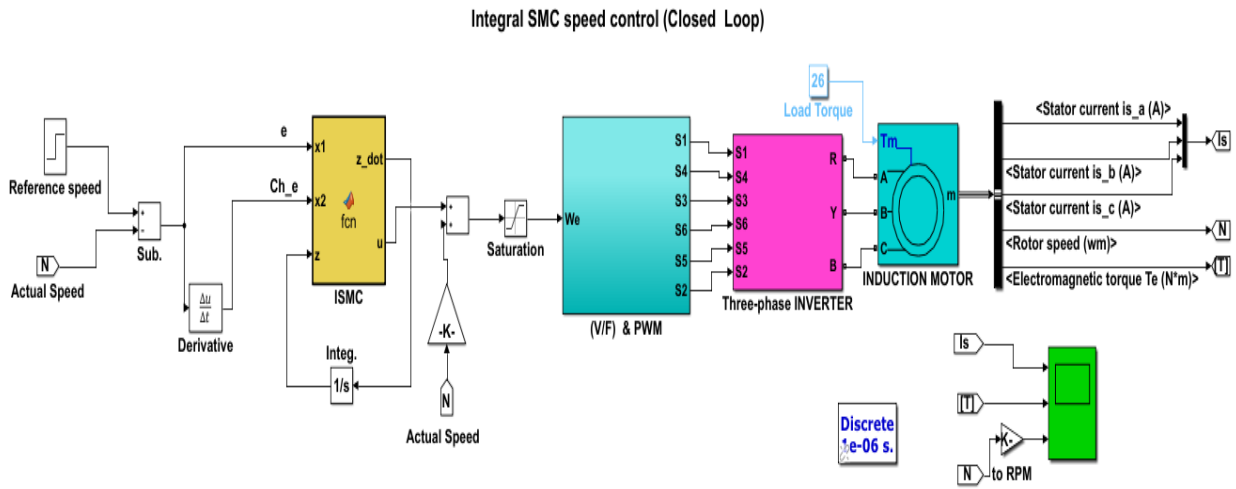 Integral SMC speed control (Closed Loop)
Reference speed
N
Actual Speed
+
-
Sub.
e
Ch_e
Δu
Δt
Derivative
x1
x2
z
z_dot
u
fcn
ISMC
Integ.
1/s
+
+
-K-
N
Actual Speed
Saturation
We
S1
S4
S3
S6
S5
S2
(V/F) & PWM
S1
S4
S3
S6
S5
S2
R
Y
B
Three-phase INVERTER
26
Load Torque
Tm
A
B
C
m
INDUCTION MOTOR
<Stator current is_a (A)>
<Stator current is_b (A)>
<Stator current is_c (A)>
<Rotor speed (wm)>
<Electromagnetic torque Te (N*m)>
Is
N
[T]
Is
[T]
N
K-
to RPM
Discrete
1e-06 s.